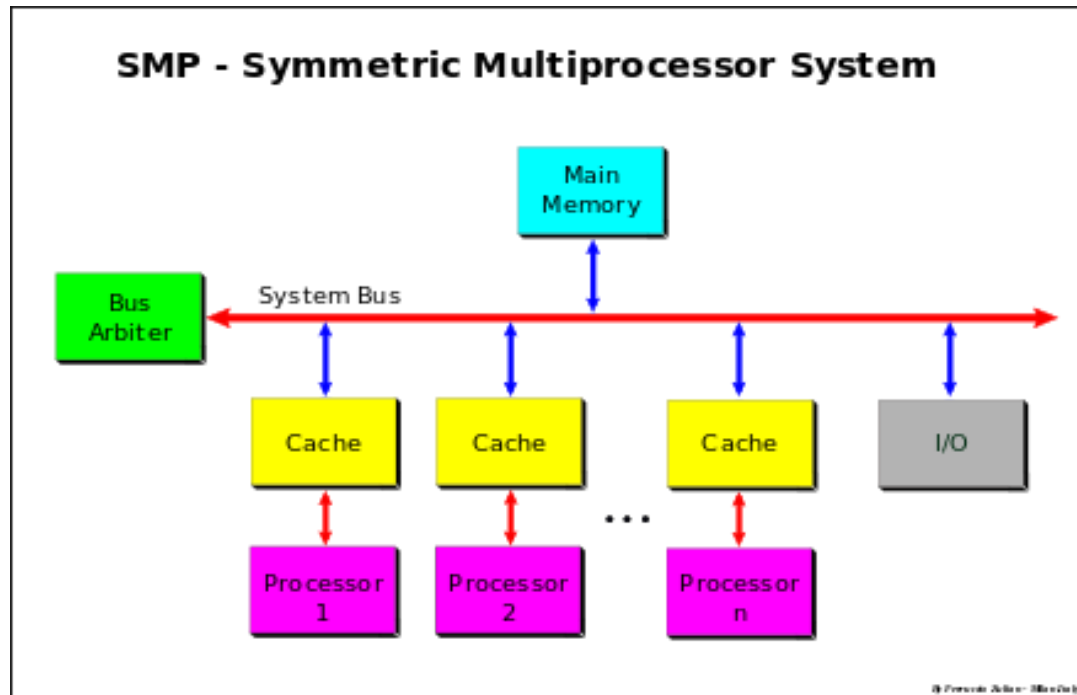 SMP - Symmetric Multiprocessor System
Main
Memory
Bus
Arbiter
System Bus
Cache
Cache
Cache
I/O
...
Processor
1
Processor
2
Processor
n